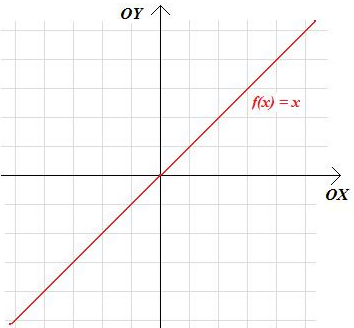 OY
f(x) = x
OX